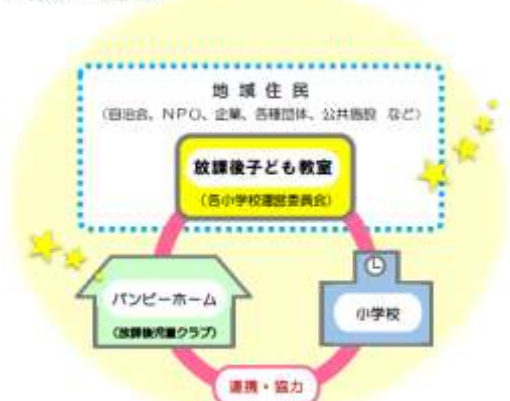 地域住民
(自治会、NPO、企業、各種団体、公共施設 など)
放課後子ども教室
(各小学校運営委員会)
バンビーホーム
(放課後児童クラブ)
小学校
連携・協力